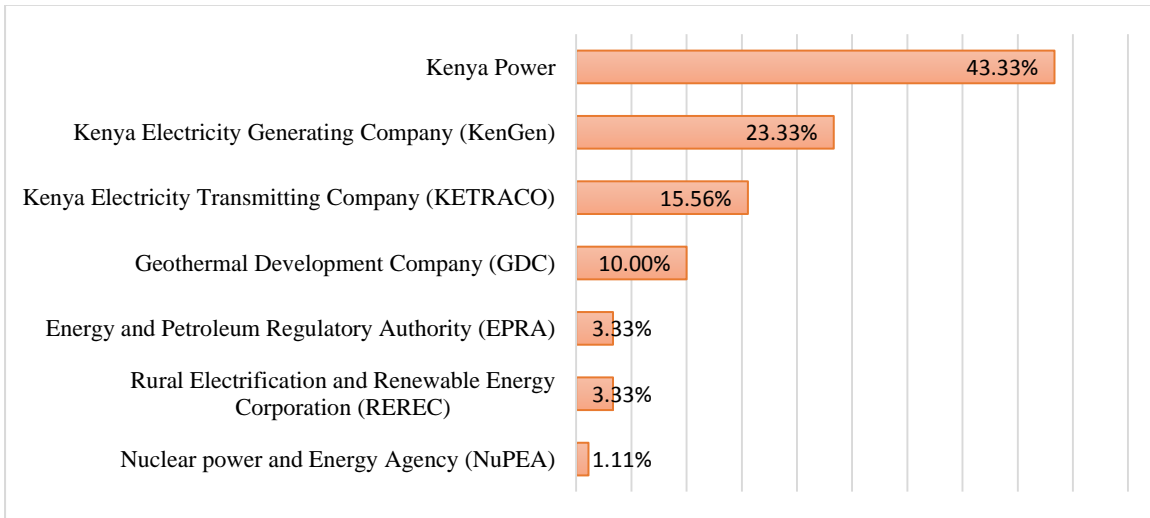 Kenya Power
43.33%
Kenya Electricity Generating Company (KenGen)
23.33%
Kenya Electricity Transmitting Company (KETRACO)
15.56%
Geothermal Development Company (GDC)
10.00%
Energy and Petroleum Regulatory Authority (EPRA)
3.33%
Rural Electrification and Renewable Energy
Corporation (REREC)
3.33%
Nuclear power and Energy Agency (NuPEA)
1.11%